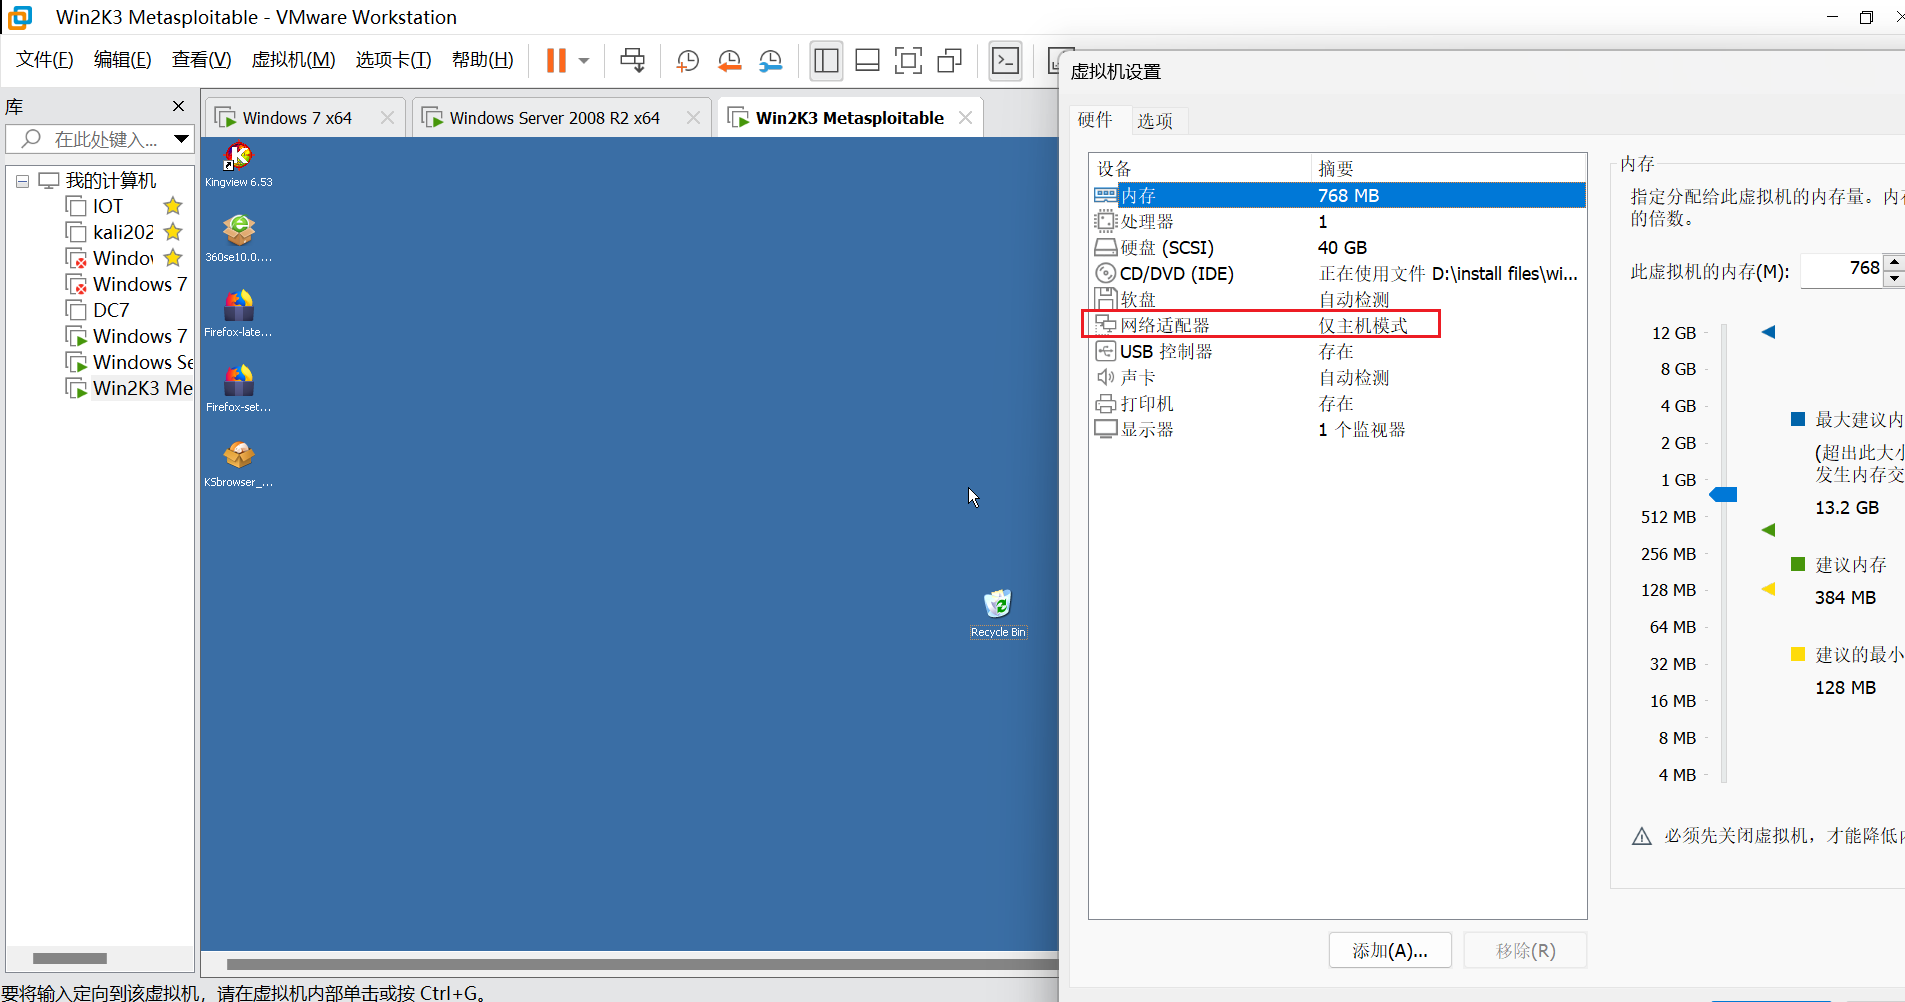 Win2K3 Metasploitable - VMware Workstation
文件(F) 编辑(E) 查看(V) 虚拟机(M) 选项卡(T) 帮助(H)
库
在此处键入...
我的计算机
IOT
kali202
Windov
Windows 7
DC7
Windows 7
Windows Se
Win2K3 Me
Windows 7 x64
Windows Server 2008 R2 x64
Win2K3 Metasploitable
Kingview 6.53
360se10.0....
Firefox-late...
Firefox-set...
KSbrowser_...
Recycle Bin
虚拟机设置
硬件 选项
设备 摘要
内存 768 MB
处理器 1
硬盘 (SCSI) 40 GB
CD/DVD (IDE) 正在使用文件 D:\install files\wi...
软盘 自动检测
网络适配器 仅主机模式
USB 控制器 存在
声卡 自动检测
打印机 存在
显示器 1 个监视器
添加(A)... 移除(R)
内存
指定分配给此虚拟机的内存量。内存
的倍数。
此虚拟机的内存(M): 768
12 GB
8 GB
4 GB
2 GB
1 GB
512 MB
256 MB
128 MB
64 MB
32 MB
16 MB
8 MB
4 MB
最大建议内
(超出此大小
发生内存交
13.2 GB
建议内存
384 MB
建议的最小
128 MB
必须先关闭虚拟机，才能降低内
要将输入定向到该虚拟机，请在虚拟机内部单击或按 Ctrl+G。